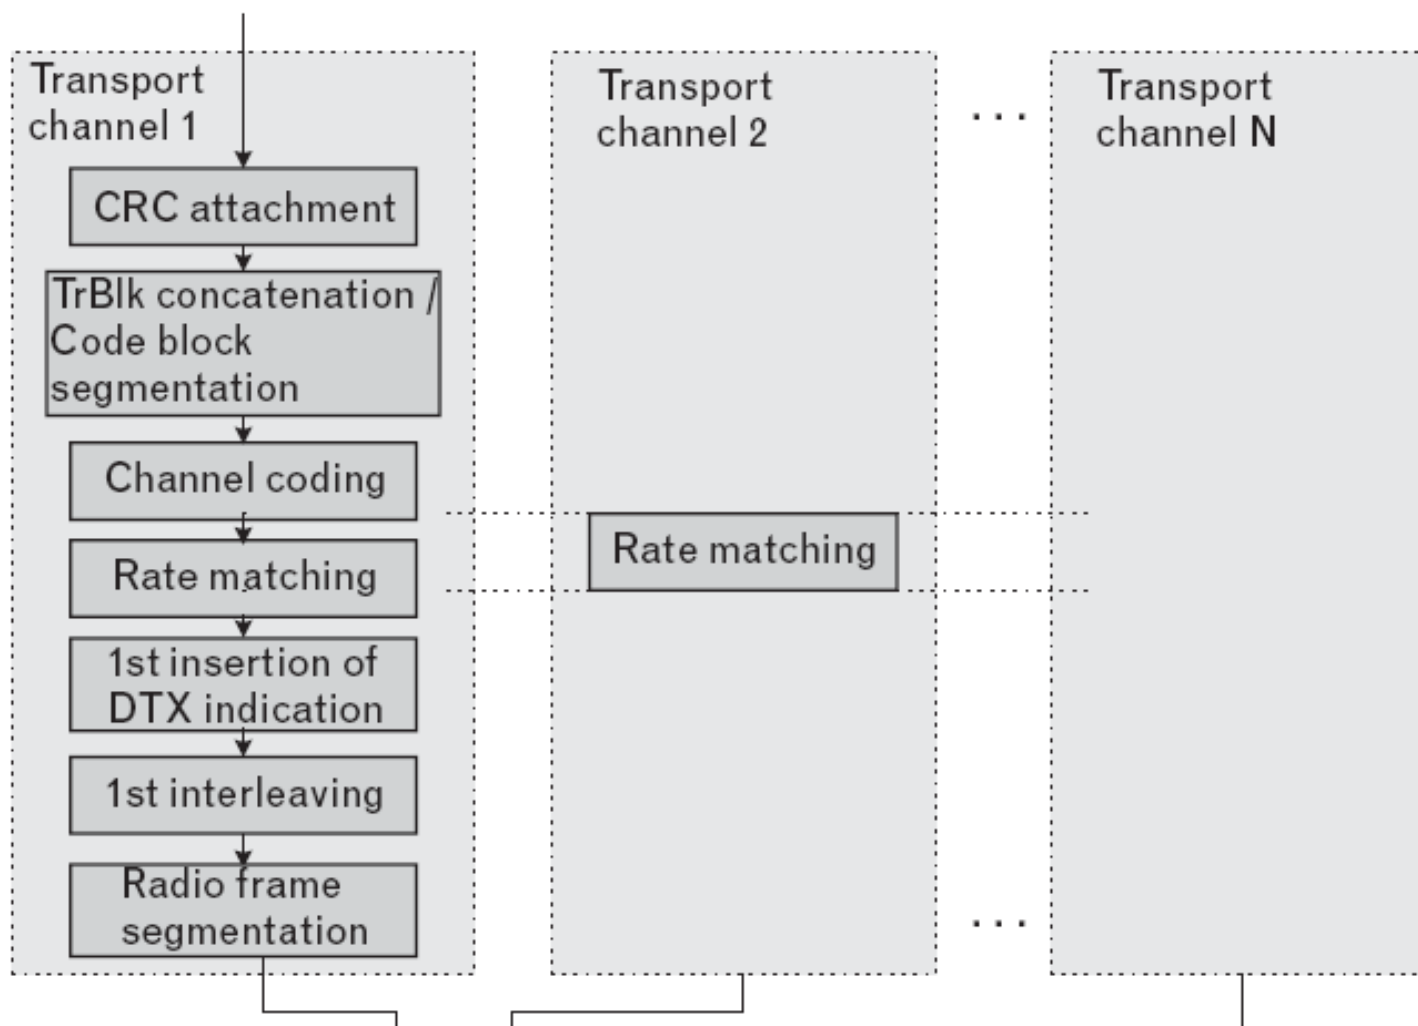 Transport
channel 1
CRC attachment
TrBlk concatenation /
Code block
segmentation
Channel coding
Rate matching
1st insertion of
DTX indication
1st interleaving
Radio frame
segmentation
Transport
channel 2
Rate matching
...
...
Transport
channel N